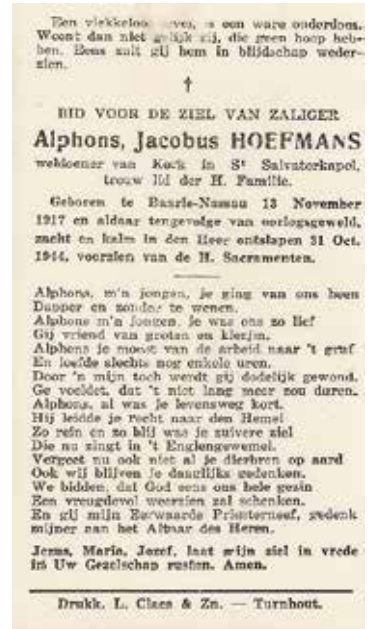 Een vlekkeloos leven, is een ware ouderdom.
Weent dan niet gelijk zij, die geen hoop heb-
ben. Eens zult gij hem in blijdschap weder-
zien.
†
BID VOOR DE ZIEL VAN ZALIGER
Alphons, Jacobus HOEFMANS
weldoener van Kerk in St Salvatorkapel,
trouw lid der H. Familie.
Geboren te Baarle-Nassau 13 November
1917 en aldaar tengevolge van oorlogsgeweld,
zacht en kalm in den Heer ontslapen 31 Oct.
1944, voorzien van de H. Sacramenten.
Alphons, m'n jongen, je ging van ons heen
Dapper en zonder te wenen.
Alphons m'n jongen, je was ons zo lief
Gij vriend van groten en kleijn.
Alphons je moest van de arbeid naar 't graf
En leefde slechts nog enkele uren.
Door 'n mijn toch werdt gij dodelijk gewond.
Ge voeldet, dat 't niet lang meer zou duren.
Alphons, al was je levensweg kort.
Hij leidde je recht naar den Hemel
Zo rein en zo blij was je zuivere ziel
Die nu zingt in 't Englengewemel.
Vergeet nu ook niet al je dierbren op aard
Ook wij blijven je dagelijks gedenken.
We bidden, dat God eens ons hele gezin
Een vreugdevol weerzien zal schenken.
En gij mijn Eerwaarde Priesterneef, gedenk
mijner aan het Altaar des Heren.
Jezus, Maria, Jozef, laat mijn ziel in vrede
in Uw Gezelschap rusten. Amen.
Drukk. L. Claes & Zn. — Turnhout.